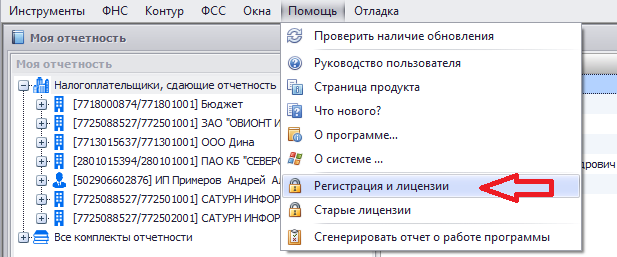 Инструменты ФНС Контур ФСС Окна Помощь Отладка
Моя отчетность
Моя отчетность
Налогоплательщики, сдающие отчетность
[7718000874/771801001] Бюджет
[7725088527/772501001] ЗАО "ОВИОНТ И
[7713015637/771301001] ООО Дина
[2801015394/280101001] ПАО КБ "СЕВЕРО
[502906602876] ИП Примеров Андрей Ал
[7725088527/772501001] САТУРН ИНФОР
[7725088527/772502001] САТУРН ИНФОР
Все комплекты отчетности
Проверить наличие обновления
Руководство пользователя
Страница продукта
Что нового?
О программе...
О системе ...
Регистрация и лицензии
Старые лицензии
Сгенерировать отчет о работе программы
дрович